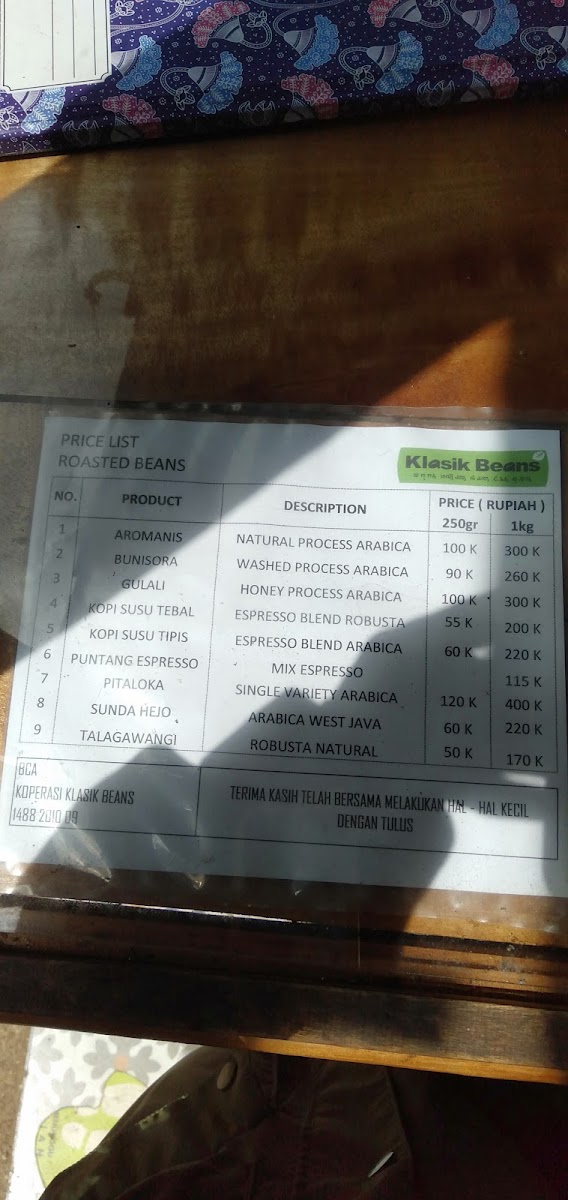 PRICE LIST
ROASTED BEANS
Klasik Beans
NO. PRODUCT DESCRIPTION PRICE ( RUPIAH )
250gr 1kg
1 AROMANIS NATURAL PROCESS ARABICA 100 K 300 K
2 BUNISORA WASHED PROCESS ARABICA 90 K 260 K
3 GULALI HONEY PROCESS ARABICA 100 K 300 K
4 KOPI SUSU TEBAL ESPRESSO BLEND ROBUSTA 55 K 200 K
5 KOPI SUSU TIPIS ESPRESSO BLEND ARABICA 60 K 220 K
6 PUNTANG ESPRESSO MIX ESPRESSO 115 K
7 PITALOKA SINGLE VARIETY ARABICA 120 K 400 K
8 SUNDA HEJO ARABICA WEST JAVA 60 K 220 K
9 TALAGAWANGI ROBUSTA NATURAL 50 K 170 K
BCA
KOPERASI KLASIK BEANS
1488 2010 09
TERIMA KASIH TELAH BERSAMA MELAKUKAN HAL - HAL KECIL
DENGAN TULUS